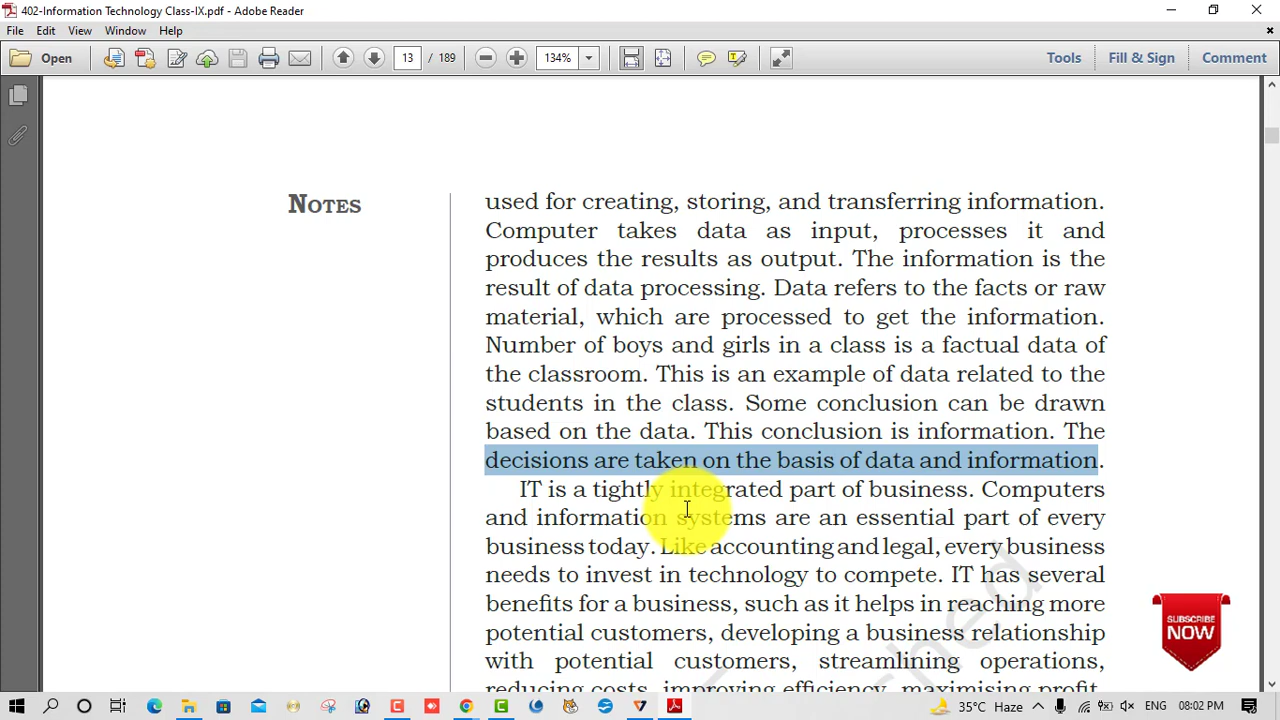 402-Information Technology Class-IX.pdf - Adobe Reader
File Edit View Window Help
Open 13 / 189 134% Tools Fill & Sign Comment
NOTES
used for creating, storing, and transferring information.
Computer takes data as input, processes it and
produces the results as output. The information is the
result of data processing. Data refers to the facts or raw
material, which are processed to get the information.
Number of boys and girls in a class is a factual data of
the classroom. This is an example of data related to the
students in the class. Some conclusion can be drawn
based on the data. This conclusion is information. The
decisions are taken on the basis of data and information.
IT is a tightly integrated part of business. Computers
and information systems are an essential part of every
business today. Like accounting and legal, every business
needs to invest in technology to compete. IT has several
benefits for a business, such as it helps in reaching more
potential customers, developing a business relationship
with potential customers, streamlining operations,
reducing costs, improving efficiency, maximising profit,
SUBSCRIBE
NOW
35°C Haze ENG 08:02 PM